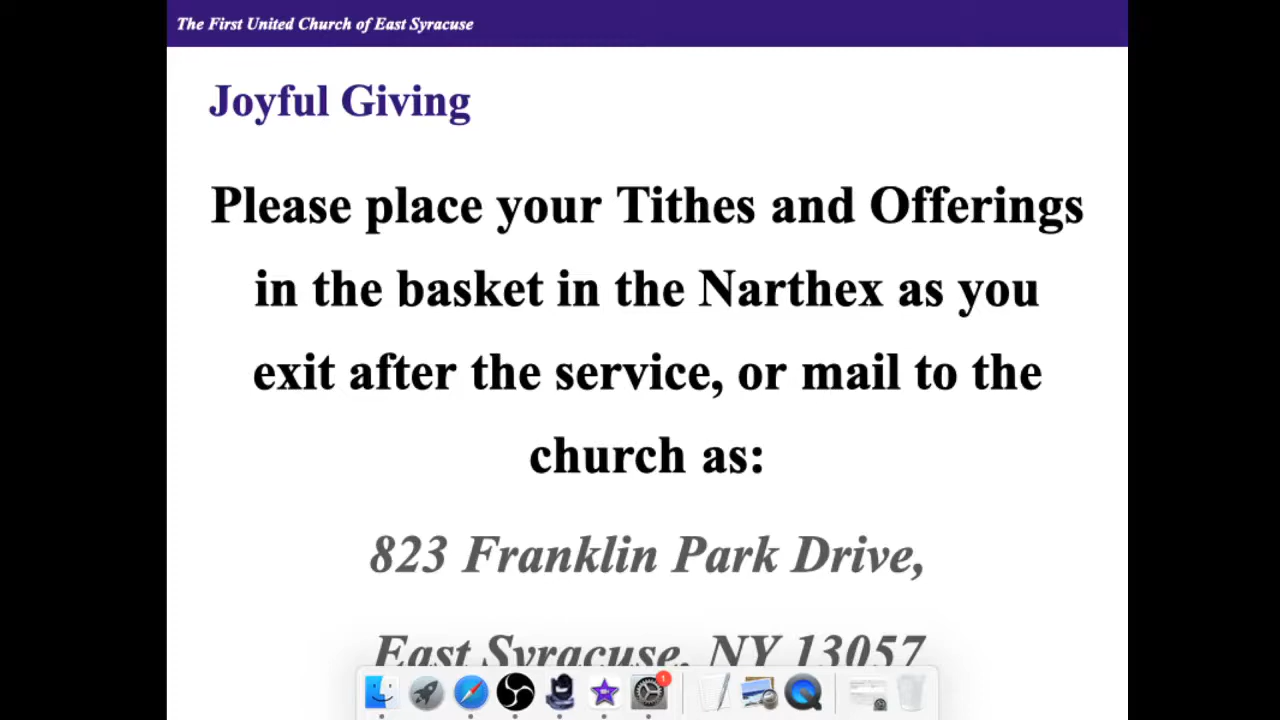 The First United Church of East Syracuse
Joyful Giving
Please place your Tithes and Offerings
in the basket in the Narthex as you
exit after the service, or mail to the
church as:
823 Franklin Park Drive,
East Syracuse, NY 13057
1